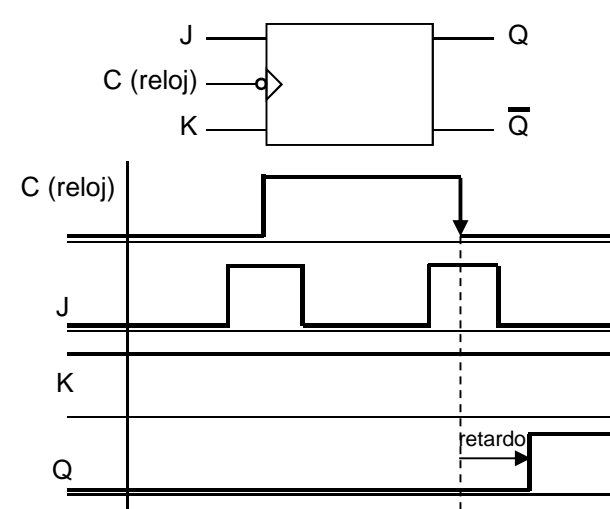 J Q
C (reloj)
K Q̅
C (reloj)
J
K
retardo
Q